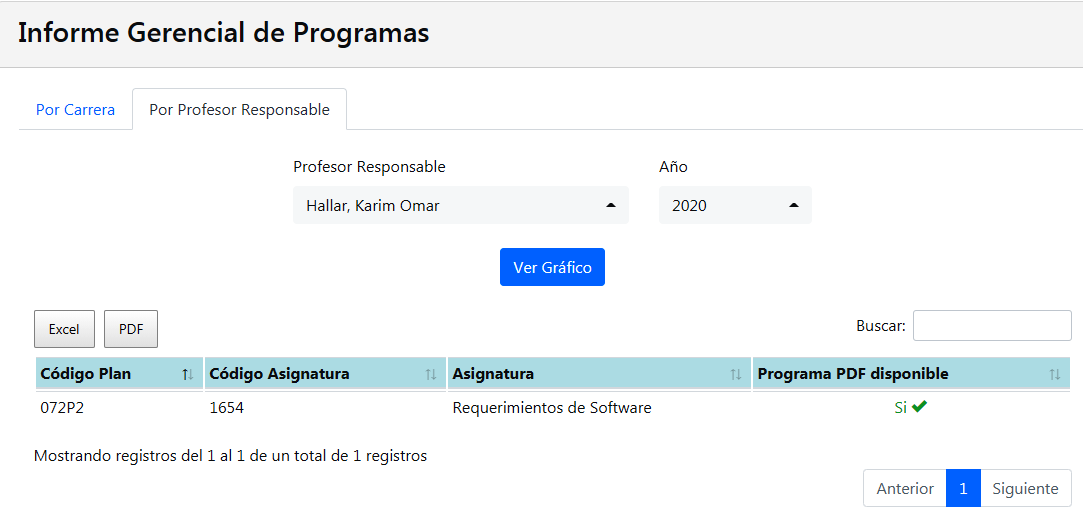 Informe Gerencial de Programas
Por Carrera Por Profesor Responsable
Profesor Responsable Año
Hallar, Karim Omar 2020
Ver Gráfico
Excel PDF Buscar:
Código Plan Código Asignatura Asignatura Programa PDF disponible
072P2 1654 Requerimientos de Software Si
Mostrando registros del 1 al 1 de un total de 1 registros
Anterior 1 Siguiente